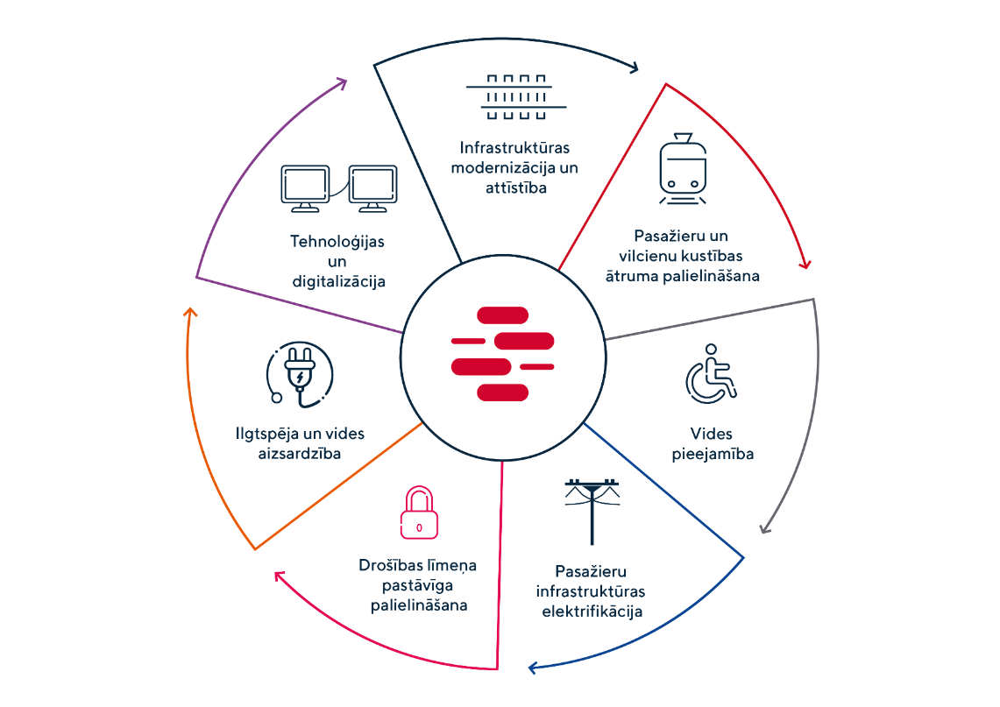 Infrastruktūras
modernizācija un
attīstība
Pasažieru un
vilcienu kustības
ātruma palielināšana
Vides
pieejamība
Pasažieru
infrastruktūras
elektrifikācija
Drošības līmeņa
pastāvīga
palielināšana
Ilgtspēja un vides
aizsardzība
Tehnoloģijas
un
digitalizācija